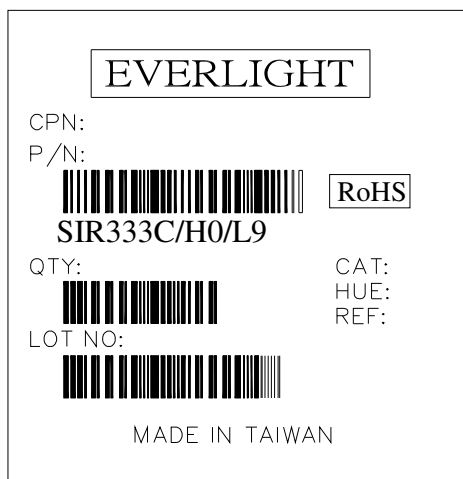 EVERLIGHT
CPN:
P/N:
RoHS
SIR333C/H0/L9
QTY:
CAT:
HUE:
REF:
LOT NO:
MADE IN TAIWAN